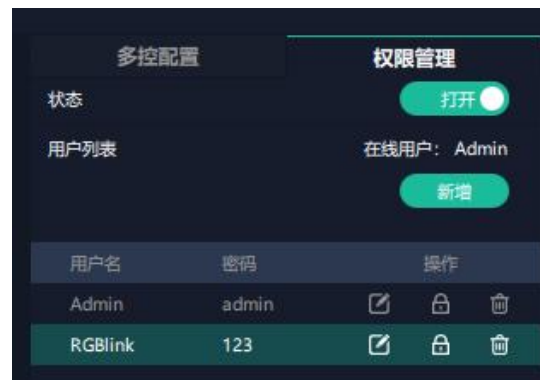 多控配置 权限管理
状态 打开
用户列表 在线用户： Admin
新增
用户名 密码 操作
Admin admin
RGBlink 123